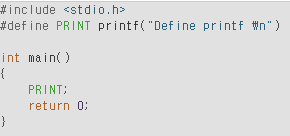 #include <stdio.h>
#define PRINT printf("Define printf ₩n")
int main()
{
PRINT;
return 0;
}